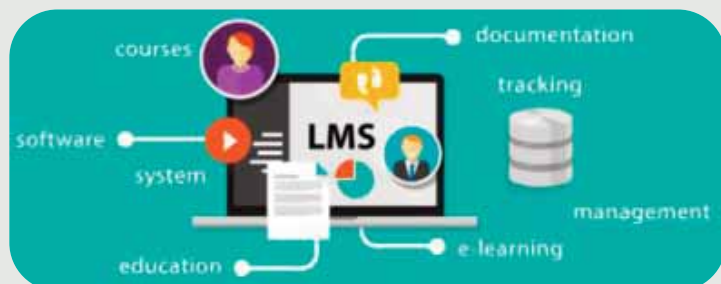 courses
documentation
tracking
software
LMS
system
management
e-learning
education